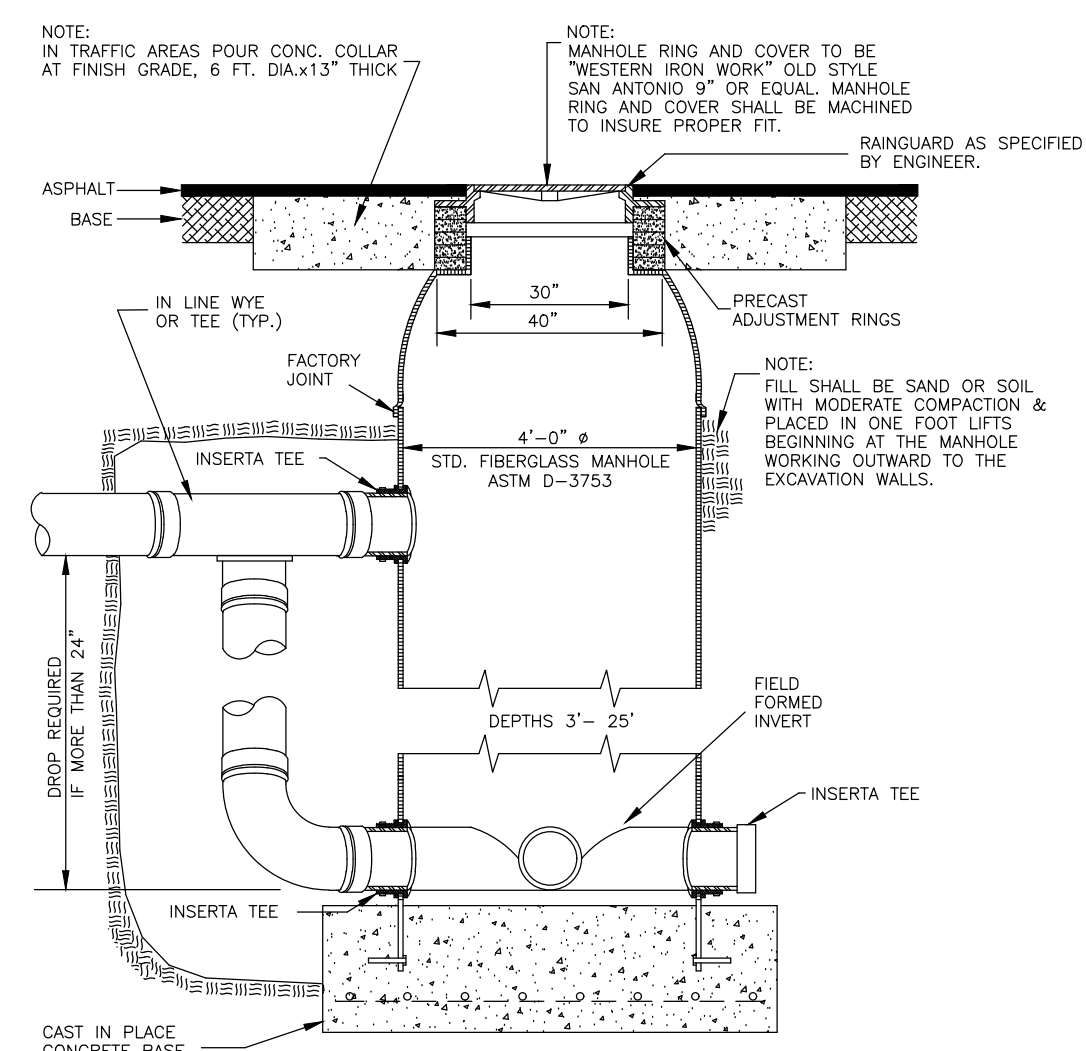 NOTE:
IN TRAFFIC AREAS POUR CONC. COLLAR
AT FINISH GRADE, 6 FT. DIA.x13" THICK
NOTE:
MANHOLE RING AND COVER TO BE
"WESTERN IRON WORK" OLD STYLE
SAN ANTONIO 9" OR EQUAL. MANHOLE
RING AND COVER SHALL BE MACHINED
TO INSURE PROPER FIT.
RAINGUARD AS SPECIFIED
BY ENGINEER.
ASPHALT
BASE
IN LINE WYE
OR TEE (TYP.)
30"
40"
PRECAST
ADJUSTMENT RINGS
FACTORY
JOINT
NOTE:
FILL SHALL BE SAND OR SOIL
WITH MODERATE COMPACTION &
PLACED IN ONE FOOT LIFTS
BEGINNING AT THE MANHOLE
WORKING OUTWARD TO THE
EXCAVATION WALLS.
INSERTA TEE
4'-0" ø
STD. FIBERGLASS MANHOLE
ASTM D-3753
DROP REQUIRED
IF MORE THAN 24"
DEPTHS 3'- 25'
FIELD
FORMED
INVERT
INSERTA TEE
INSERTA TEE
CAST IN PLACE
CONCRETE BASE